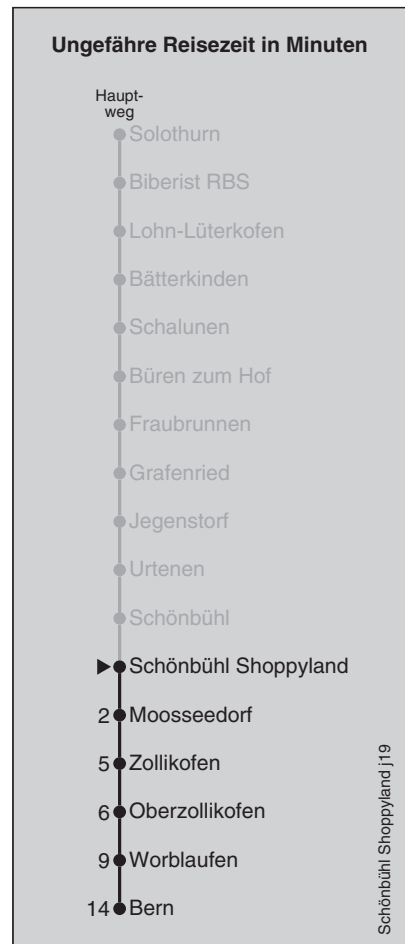 Ungefähre Reisezeit in Minuten
Haupt-
weg
Solothurn
Biberist RBS
Lohn-Lüterkofen
Bätterkinden
Schalunen
Büren zum Hof
Fraubrunnen
Grafenried
Jegenstorf
Urtenen
Schönbühl
Schönbühl Shoppyland
2 Moosseedorf
5 Zollikofen
6 Oberzollikofen
9 Worblaufen
14 Bern
Schönbühl Shoppyland j19